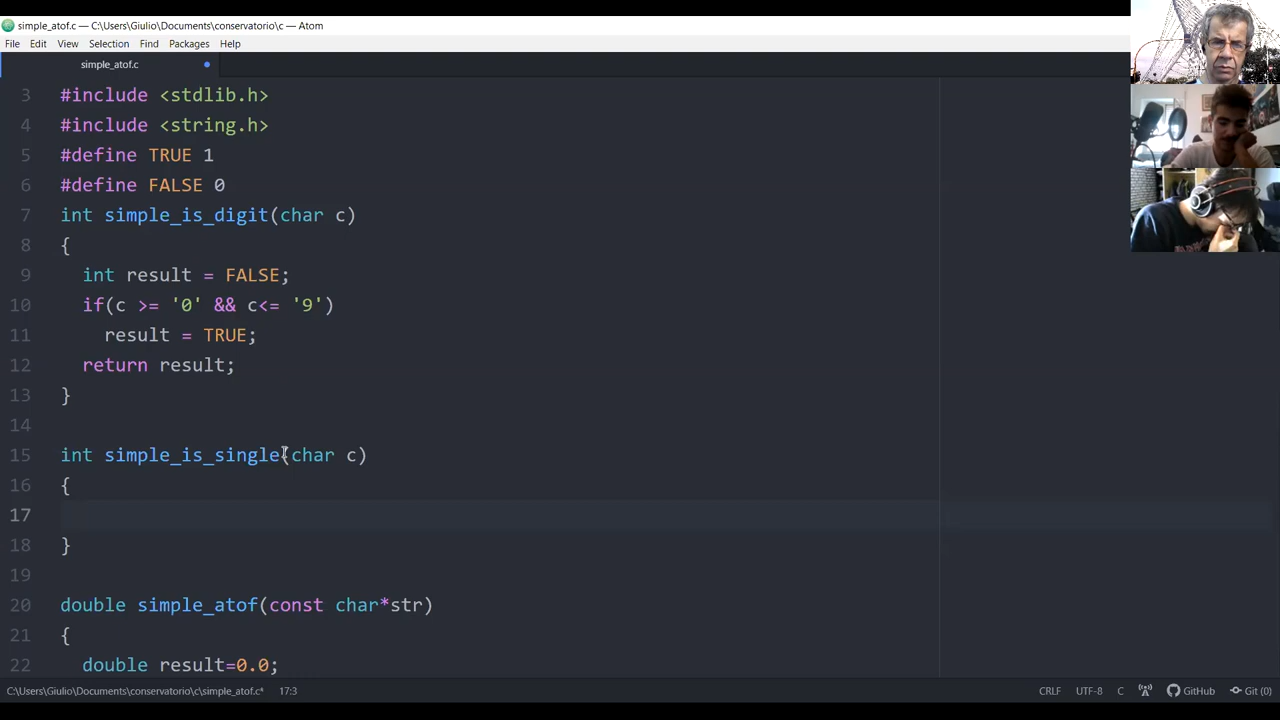 simple_atof.c — C:\Users\Giulio\Documents\conservatorio\c — Atom
File Edit View Selection Find Packages Help
simple_atof.c
3 #include <stdlib.h>
4 #include <string.h>
5 #define TRUE 1
6 #define FALSE 0
7 int simple_is_digit(char c)
8 {
9 int result = FALSE;
10 if(c >= '0' && c<= '9')
11 result = TRUE;
12 return result;
13 }
14
15 int simple_is_single(char c)
16 {
17
18 }
19
20 double simple_atof(const char*str)
21 {
22 double result=0.0;
C:\Users\Giulio\Documents\conservatorio\c\simple_atof.c* 17:3 CRLF UTF-8 C GitHub Git (0)